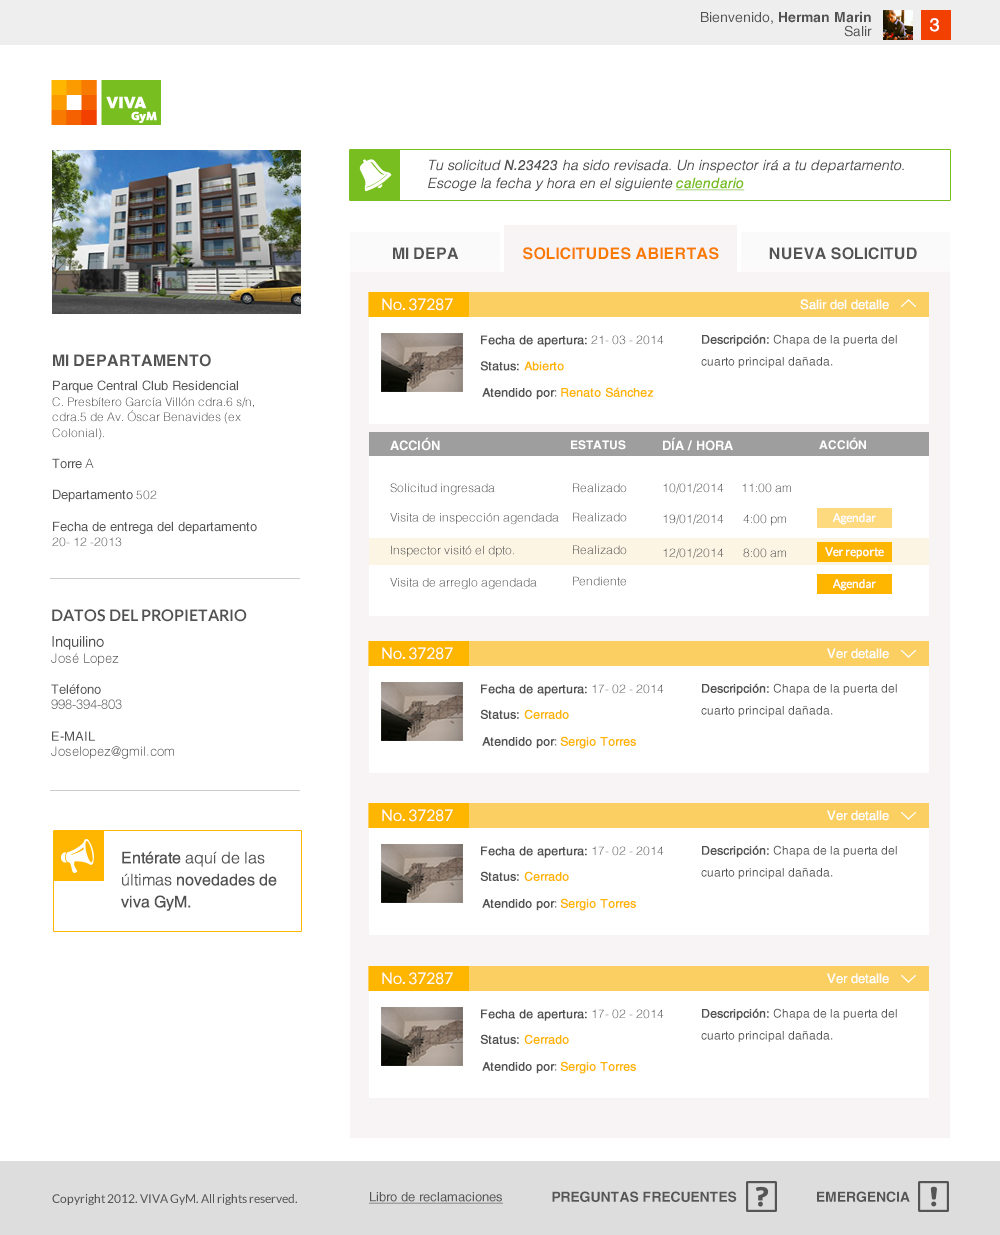 Bienvenido, Herman Marin
Salir
3
VIVA
GyM
Tu solicitud N.23423 ha sido revisada. Un inspector irá a tu departamento.
Escoge la fecha y hora en el siguiente calendario
MI DEPA
SOLICITUDES ABIERTAS
NUEVA SOLICITUD
MI DEPARTAMENTO
Parque Central Club Residencial
C. Presbítero García Villón cdra.6 s/n,
cdra.5 de Av. Óscar Benavides (ex
Colonial).
Torre A
Departamento 502
Fecha de entrega del departamento
20- 12 -2013
DATOS DEL PROPIETARIO
Inquilino
José Lopez
Teléfono
998-394-803
E-MAIL
Joselopez@gmil.com
Entérate aquí de las
últimas novedades de
viva GyM.
No. 37287
Salir del detalle
Fecha de apertura: 21- 03 - 2014
Status: Abierto
Atendido por: Renato Sánchez
Descripción: Chapa de la puerta del
cuarto principal dañada.
ACCIÓN ESTATUS DÍA / HORA ACCIÓN
Solicitud ingresada Realizado 10/01/2014 11:00 am
Visita de inspección agendada Realizado 19/01/2014 4:00 pm Agendar
Inspector visitó el dpto. Realizado 12/01/2014 8:00 am Ver reporte
Visita de arreglo agendada Pendiente Agendar
No. 37287
Ver detalle
Fecha de apertura: 17- 02 - 2014
Status: Cerrado
Atendido por: Sergio Torres
Descripción: Chapa de la puerta del
cuarto principal dañada.
No. 37287
Ver detalle
Fecha de apertura: 17- 02 - 2014
Status: Cerrado
Atendido por: Sergio Torres
Descripción: Chapa de la puerta del
cuarto principal dañada.
No. 37287
Ver detalle
Fecha de apertura: 17- 02 - 2014
Status: Cerrado
Atendido por: Sergio Torres
Descripción: Chapa de la puerta del
cuarto principal dañada.
Copyright 2012. VIVA GyM. All rights reserved.
Libro de reclamaciones
PREGUNTAS FRECUENTES ?
EMERGENCIA !